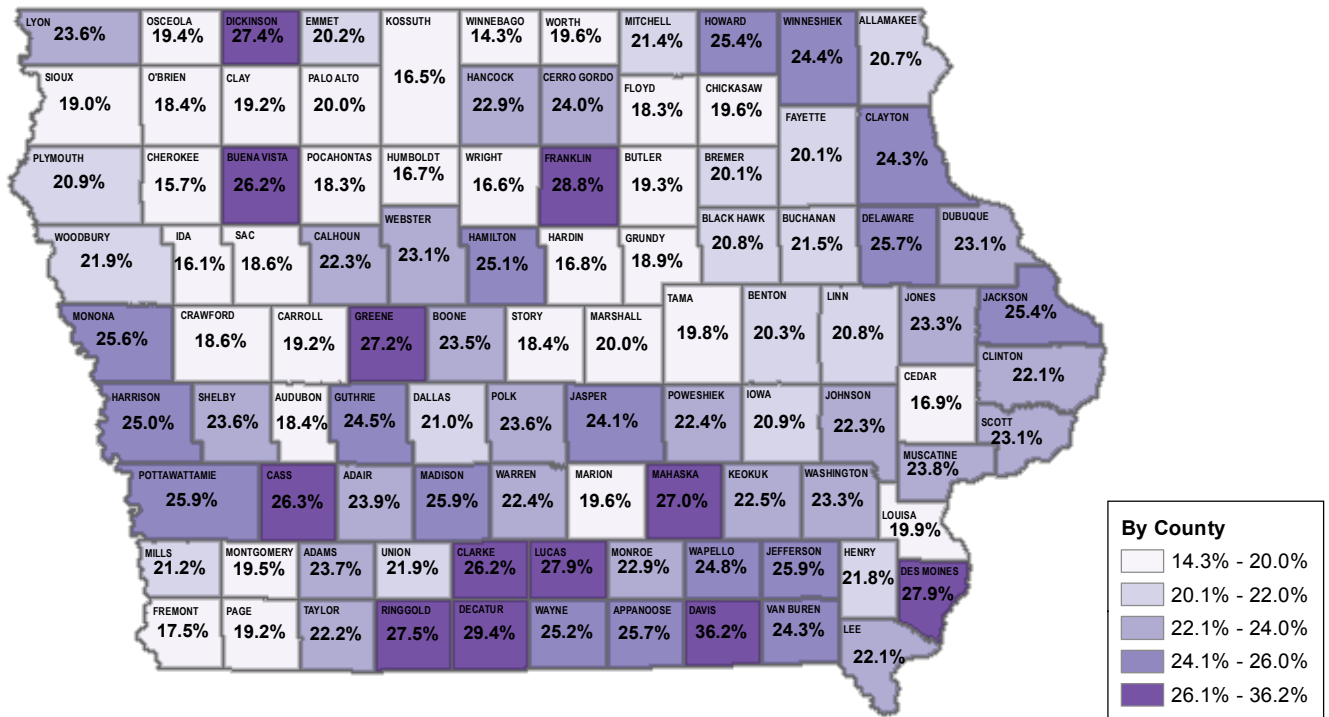 LYON
23.6%
OSCEOLA
19.4%
DICKINSON
27.4%
EMMET
20.2%
KOSSUTH
16.5%
WINNEBAGO
14.3%
WORTH
19.6%
MITCHELL
21.4%
HOWARD
25.4%
WINNESHIEK
24.4%
ALLAMAKEE
20.7%
SIOUX
19.0%
O'BRIEN
18.4%
CLAY
19.2%
PALO ALTO
20.0%
HANCOCK
22.9%
CERRO GORDO
24.0%
FLOYD
18.3%
CHICKASAW
19.6%
FAYETTE
20.1%
CLAYTON
24.3%
PLYMOUTH
20.9%
CHEROKEE
15.7%
BUENA VISTA
26.2%
POCAHONTAS
18.3%
HUMBOLDT
16.7%
WRIGHT
16.6%
FRANKLIN
28.8%
BUTLER
19.3%
BREMER
20.1%
WOODBURY
21.9%
IDA
16.1%
SAC
18.6%
CALHOUN
22.3%
WEBSTER
23.1%
HAMILTON
25.1%
HARDIN
16.8%
GRUNDY
18.9%
BLACK HAWK
20.8%
BUCHANAN
21.5%
DELAWARE
25.7%
DUBUQUE
23.1%
MONONA
25.6%
CRAWFORD
18.6%
CARROLL
19.2%
GREENE
27.2%
BOONE
23.5%
STORY
18.4%
MARSHALL
20.0%
TAMA
19.8%
BENTON
20.3%
LINN
20.8%
JONES
23.3%
JACKSON
25.4%
CLINTON
22.1%
HARRISON
25.0%
SHELBY
23.6%
AUDUBON
18.4%
GUTHRIE
24.5%
DALLAS
21.0%
POLK
23.6%
JASPER
24.1%
POWESHIEK
22.4%
IOWA
20.9%
JOHNSON
22.3%
CEDAR
16.9%
SCOTT
23.1%
MUSCATINE
23.8%
POTTAWATTAMIE
25.9%
CASS
26.3%
ADAIR
23.9%
MADISON
25.9%
WARREN
22.4%
MARION
19.6%
MAHASKA
27.0%
KEOKUK
22.5%
WASHINGTON
23.3%
LOUISA
19.9%
MILLS
21.2%
MONTGOMERY
19.5%
ADAMS
23.7%
UNION
21.9%
CLARKE
26.2%
LUCAS
27.9%
MONROE
22.9%
WAPELLO
24.8%
JEFFERSON
25.9%
HENRY
21.8%
DES MOINES
27.9%
FREMONT
17.5%
PAGE
19.2%
TAYLOR
22.2%
RINGGOLD
27.5%
DECATUR
29.4%
WAYNE
25.2%
APPANOOSE
25.7%
DAVIS
36.2%
VAN BUREN
24.3%
LEE
22.1%
By County
14.3% - 20.0%
20.1% - 22.0%
22.1% - 24.0%
24.1% - 26.0%
26.1% - 36.2%